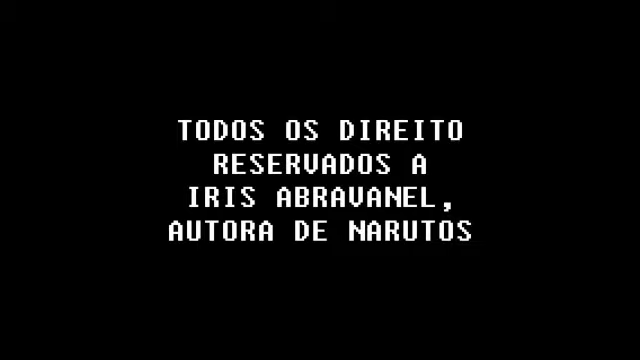 TODOS OS DIREITO
RESERVADOS A
IRIS ABRAVANEL,
AUTORA DE NARUTOS